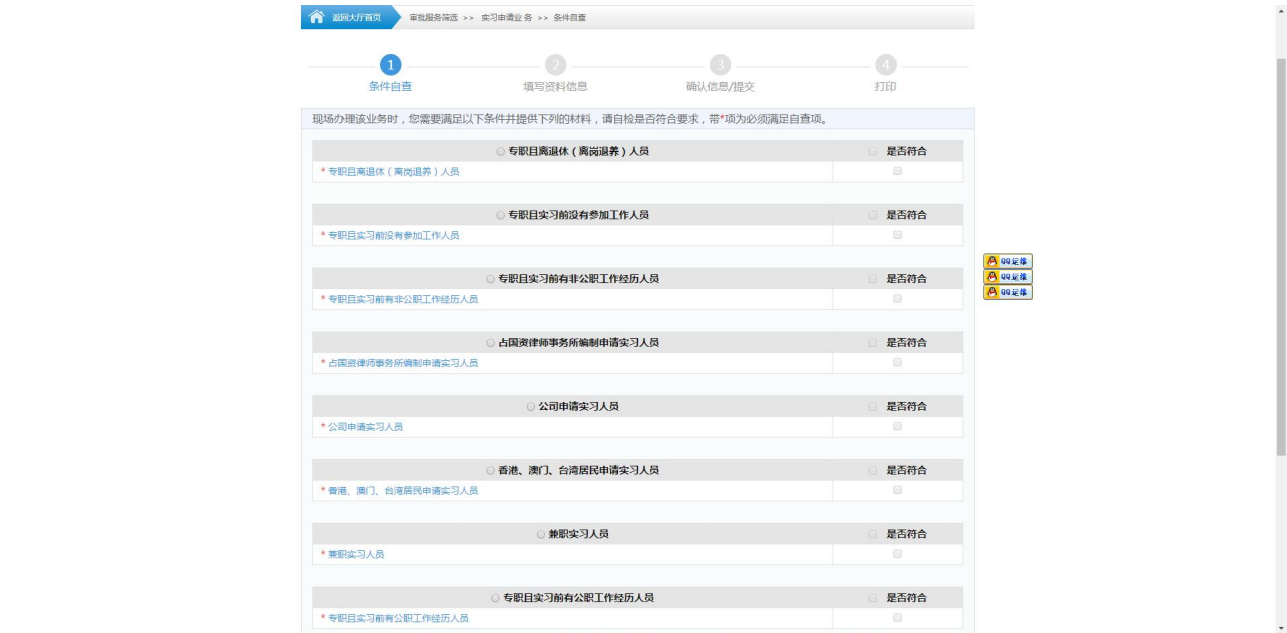 返回大厅首页 审批服务筛选 >> 实习申请业 务 >> 条件自查
1 2 3 4
条件自查 填写资料信息 确认信息/提交 打印
现场办理该业务时，您需要满足以下条件并提供下列的材料，请自检是否符合要求，带*项为必须满足自查项。
专职且离退休（离岗退养）人员 是否符合
* 专职且离退休（离岗退养）人员
专职且实习前没有参加工作人员 是否符合
* 专职且实习前没有参加工作人员
专职且实习前有非公职工作经历人员 是否符合
* 专职且实习前有非公职工作经历人员
占国资律师事务所编制申请实习人员 是否符合
* 占国资律师事务所编制申请实习人员
公司申请实习人员 是否符合
* 公司申请实习人员
香港、澳门、台湾居民申请实习人员 是否符合
* 香港、澳门、台湾居民申请实习人员
兼职实习人员 是否符合
* 兼职实习人员
专职且实习前有公职工作经历人员 是否符合
* 专职且实习前有公职工作经历人员
QQ在线
QQ在线
QQ在线